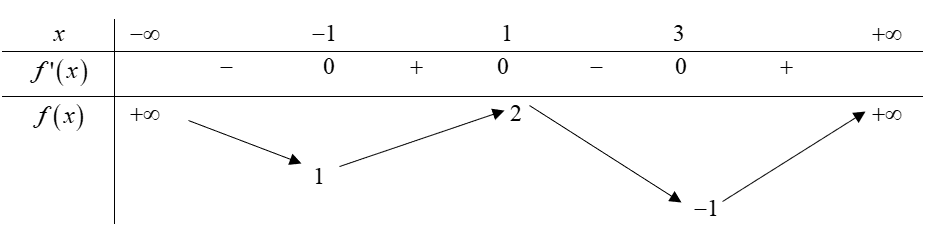 x −∞ −1 1 3 +∞
f'(x) − 0 + 0 − 0 +
f(x) +∞ 2 +∞
1
−1